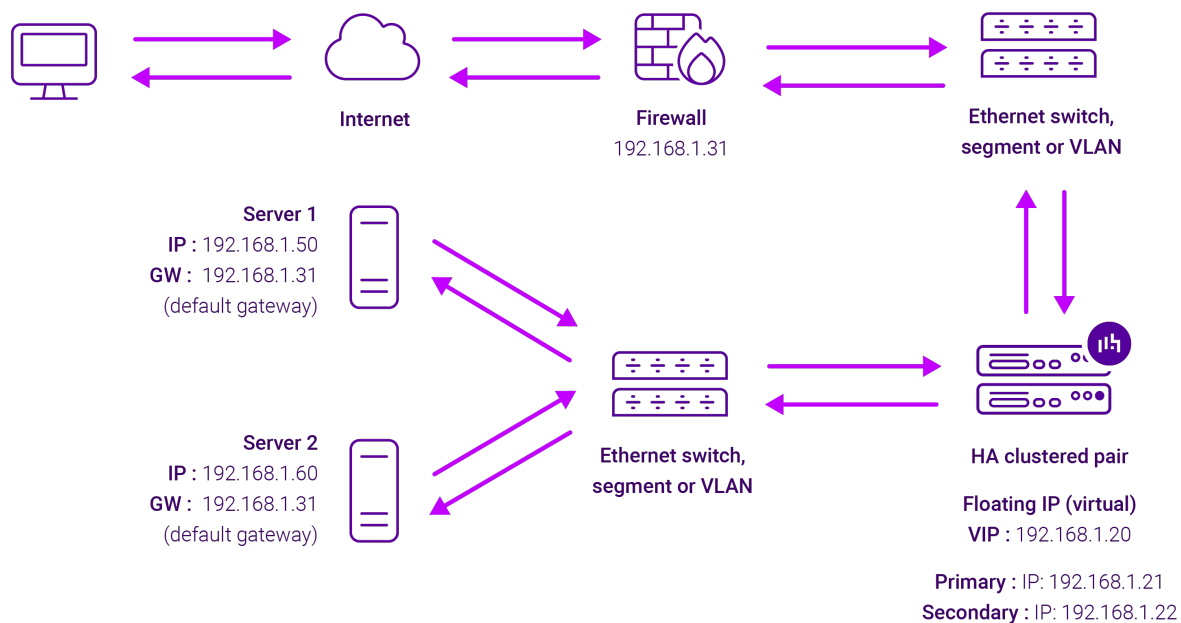 Internet
Firewall
192.168.1.31
Ethernet switch,
segment or VLAN
Server 1
IP : 192.168.1.50
GW : 192.168.1.31
(default gateway)
Server 2
IP : 192.168.1.60
GW : 192.168.1.31
(default gateway)
Ethernet switch,
segment or VLAN
HA clustered pair
Floating IP (virtual)
VIP : 192.168.1.20
Primary : IP: 192.168.1.21
Secondary : IP: 192.168.1.22